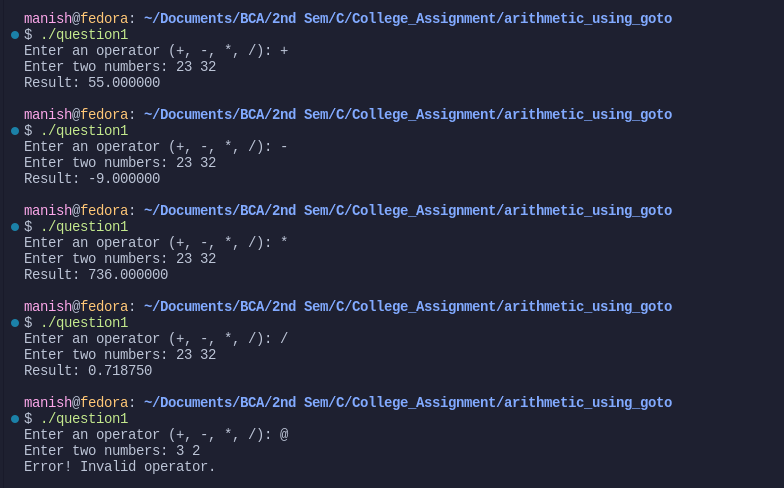 manish@fedora: ~/Documents/BCA/2nd Sem/C/College_Assignment/arithmetic_using_goto
$ ./question1
Enter an operator (+, -, *, /): +
Enter two numbers: 23 32
Result: 55.000000
manish@fedora: ~/Documents/BCA/2nd Sem/C/College_Assignment/arithmetic_using_goto
$ ./question1
Enter an operator (+, -, *, /): -
Enter two numbers: 23 32
Result: -9.000000
manish@fedora: ~/Documents/BCA/2nd Sem/C/College_Assignment/arithmetic_using_goto
$ ./question1
Enter an operator (+, -, *, /): *
Enter two numbers: 23 32
Result: 736.000000
manish@fedora: ~/Documents/BCA/2nd Sem/C/College_Assignment/arithmetic_using_goto
$ ./question1
Enter an operator (+, -, *, /): /
Enter two numbers: 23 32
Result: 0.718750
manish@fedora: ~/Documents/BCA/2nd Sem/C/College_Assignment/arithmetic_using_goto
$ ./question1
Enter an operator (+, -, *, /): @
Enter two numbers: 3 2
Error! Invalid operator.